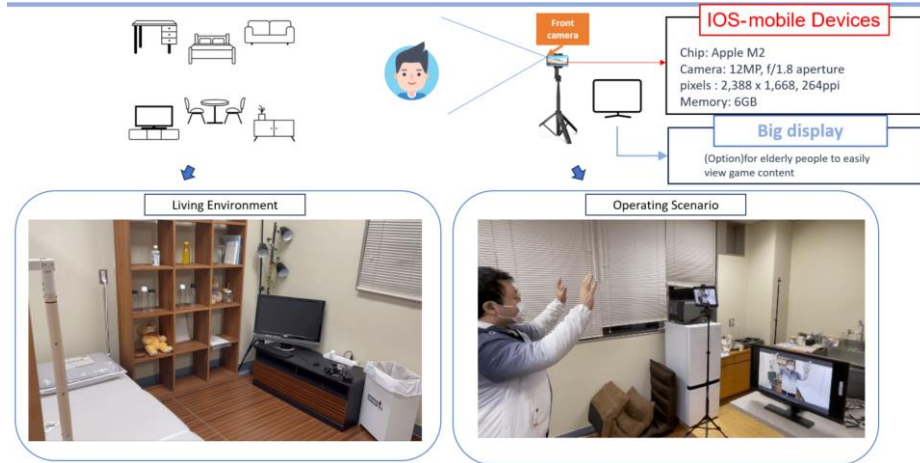 Front
camera
IOS-mobile Devices
Chip: Apple M2
Camera: 12MP, f/1.8 aperture
pixels : 2,388 x 1,668, 264ppi
Memory: 6GB
Big display
(Option)for elderly people to easily
view game content
Living Environment
Operating Scenario